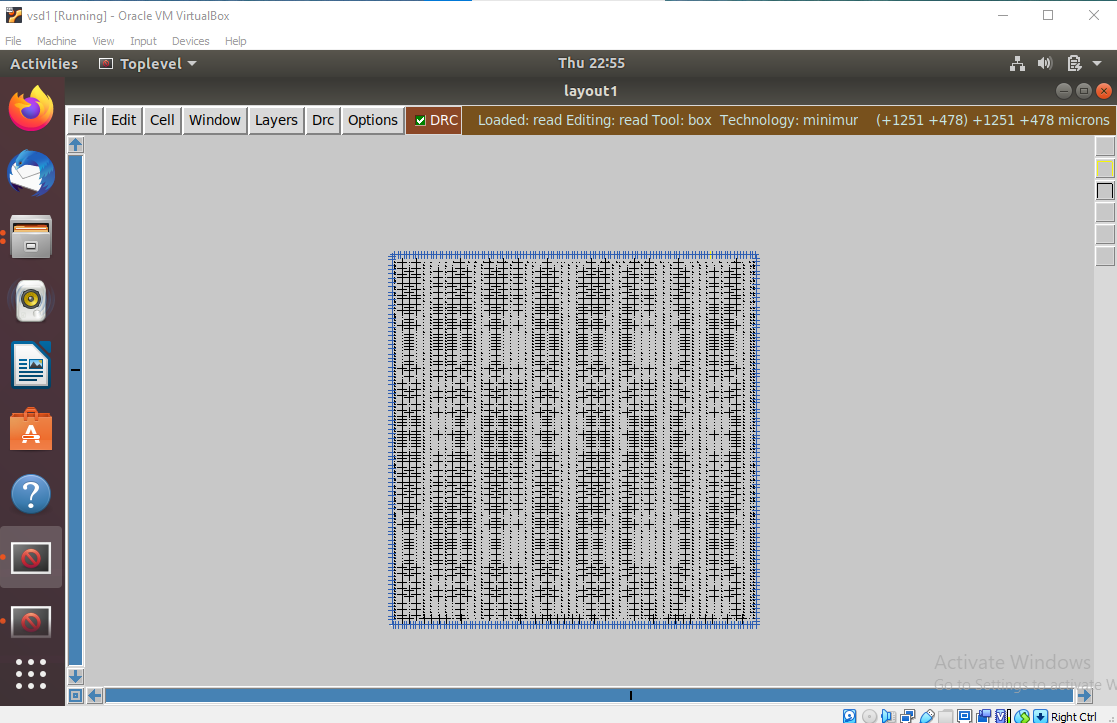 vsd1 [Running] - Oracle VM VirtualBox
File Machine View Input Devices Help
Activities Toplevel Thu 22:55
layout1
File Edit Cell Window Layers Drc Options DRC Loaded: read Editing: read Tool: box Technology: minimur (+1251 +478) +1251 +478 microns
Activate Windows
Go to Settings to activate W
Right Ctrl